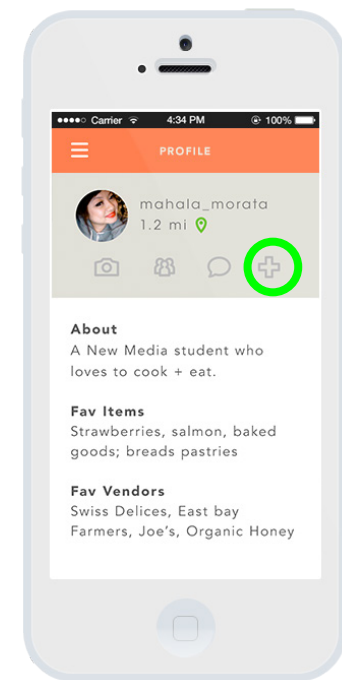 Carrier 4:34 PM 100%
PROFILE
mahala_morata
1.2 mi
About
A New Media student who
loves to cook + eat.
Fav Items
Strawberries, salmon, baked
goods; breads pastries
Fav Vendors
Swiss Delices, East bay
Farmers, Joe's, Organic Honey